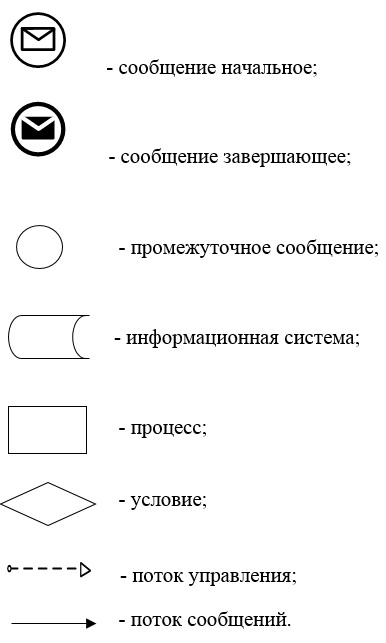 - сообщение начальное;
- сообщение завершающее;
- промежуточное сообщение;
- информационная система;
- процесс;
- условие;
- поток управления;
- поток сообщений.